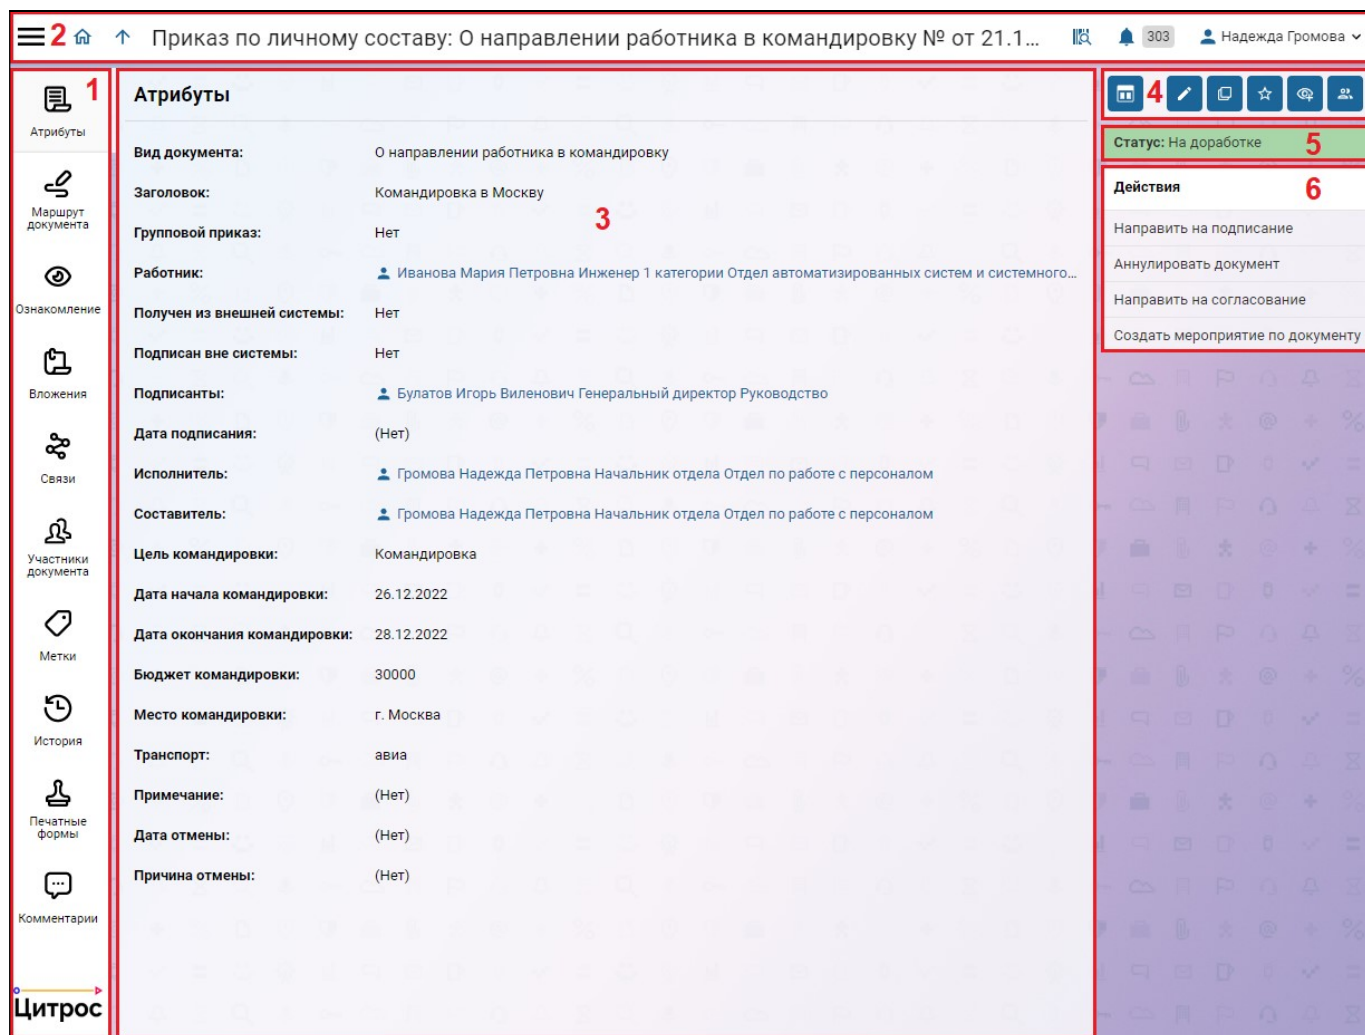 2 Приказ по личному составу: О направлении работника в командировку № от 21.1... 303 Надежда Громова
1
Атрибуты
Маршрут
документа
Ознакомление
Вложения
Связи
Участники
документа
Метки
История
Печатные
формы
Комментарии
Цитрос
Атрибуты
Вид документа: О направлении работника в командировку
Заголовок: Командировка в Москву
3
Групповой приказ: Нет
Работник: Иванова Мария Петровна Инженер 1 категории Отдел автоматизированных систем и системного...
Получен из внешней системы: Нет
Подписан вне системы: Нет
Подписанты: Булатов Игорь Виленович Генеральный директор Руководство
Дата подписания: (Нет)
Исполнитель: Громова Надежда Петровна Начальник отдела Отдел по работе с персоналом
Составитель: Громова Надежда Петровна Начальник отдела Отдел по работе с персоналом
Цель командировки: Командировка
Дата начала командировки: 26.12.2022
Дата окончания командировки: 28.12.2022
Бюджет командировки: 30000
Место командировки: г. Москва
Транспорт: авиа
Примечание: (Нет)
Дата отмены: (Нет)
Причина отмены: (Нет)
4
Статус: На доработке 5
Действия 6
Направить на подписание
Аннулировать документ
Направить на согласование
Создать мероприятие по документу